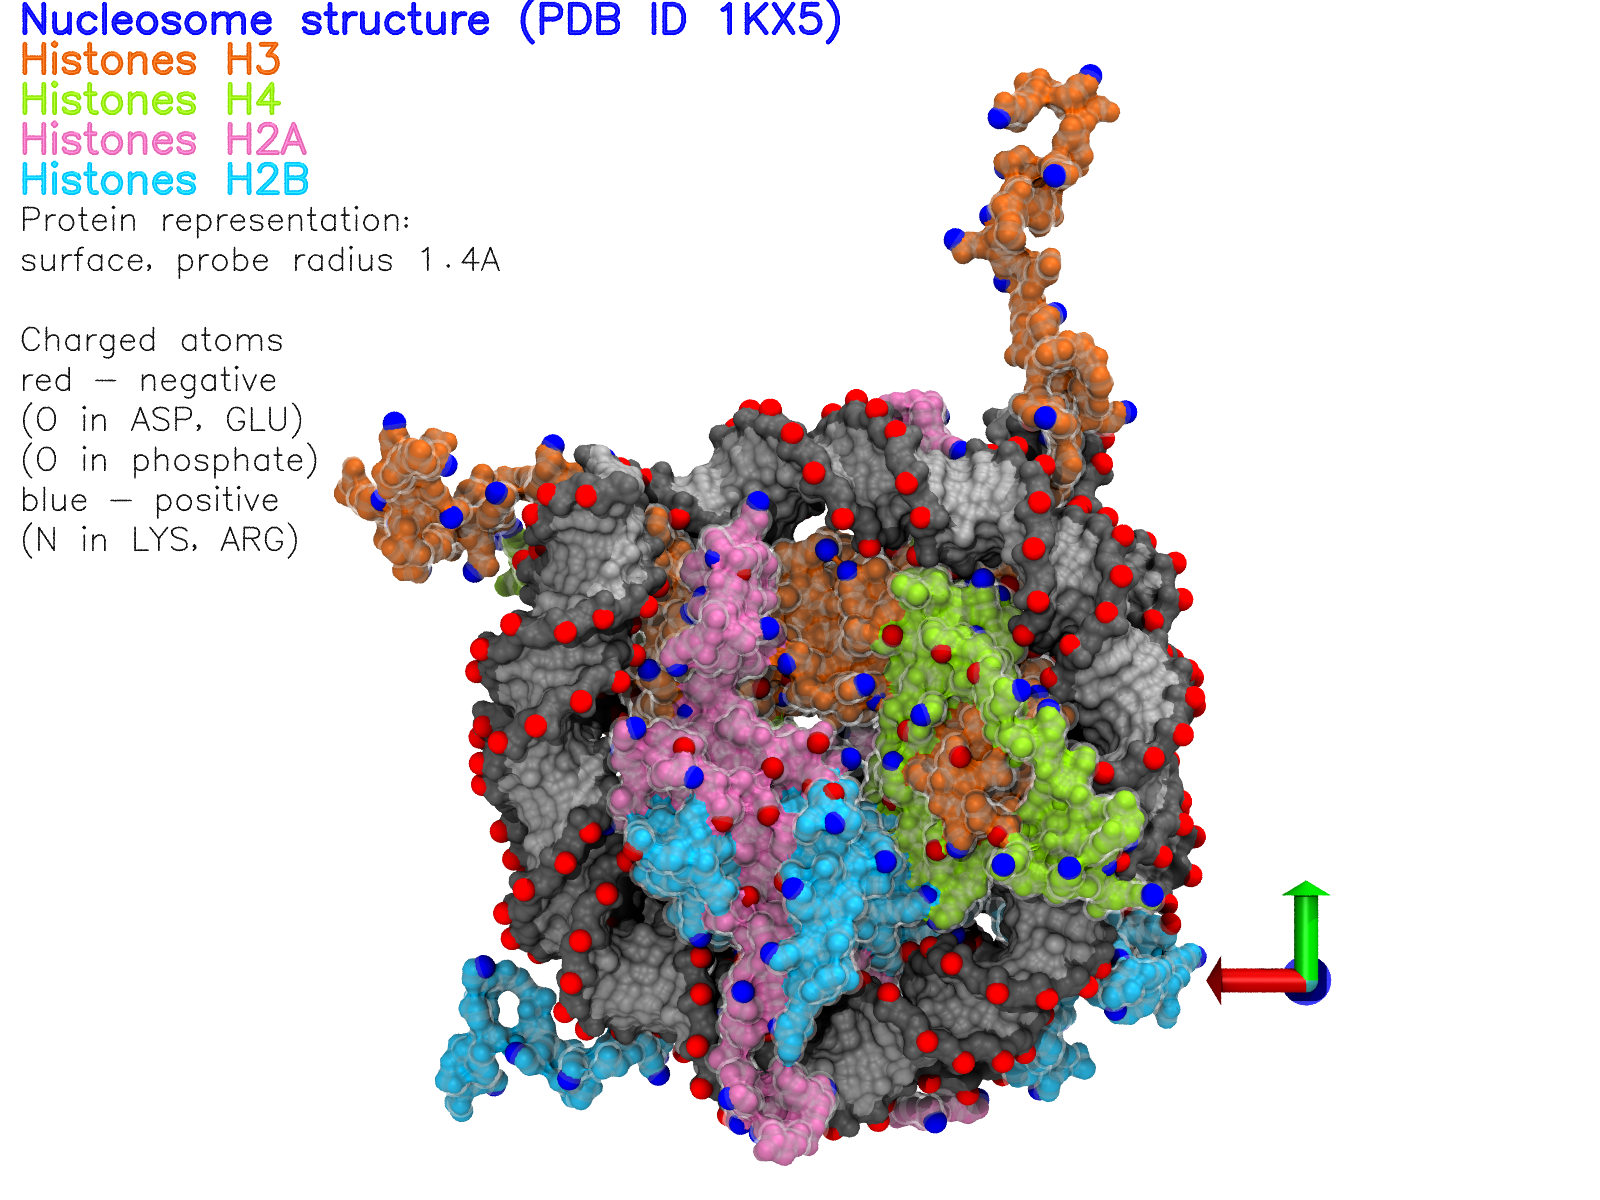 Nucleosome structure (PDB ID 1KX5)
Histones H3
Histones H4
Histones H2A
Histones H2B
Protein representation:
surface, probe radius 1.4A
Charged atoms
red – negative
(O in ASP, GLU)
(O in phosphate)
blue – positive
(N in LYS, ARG)